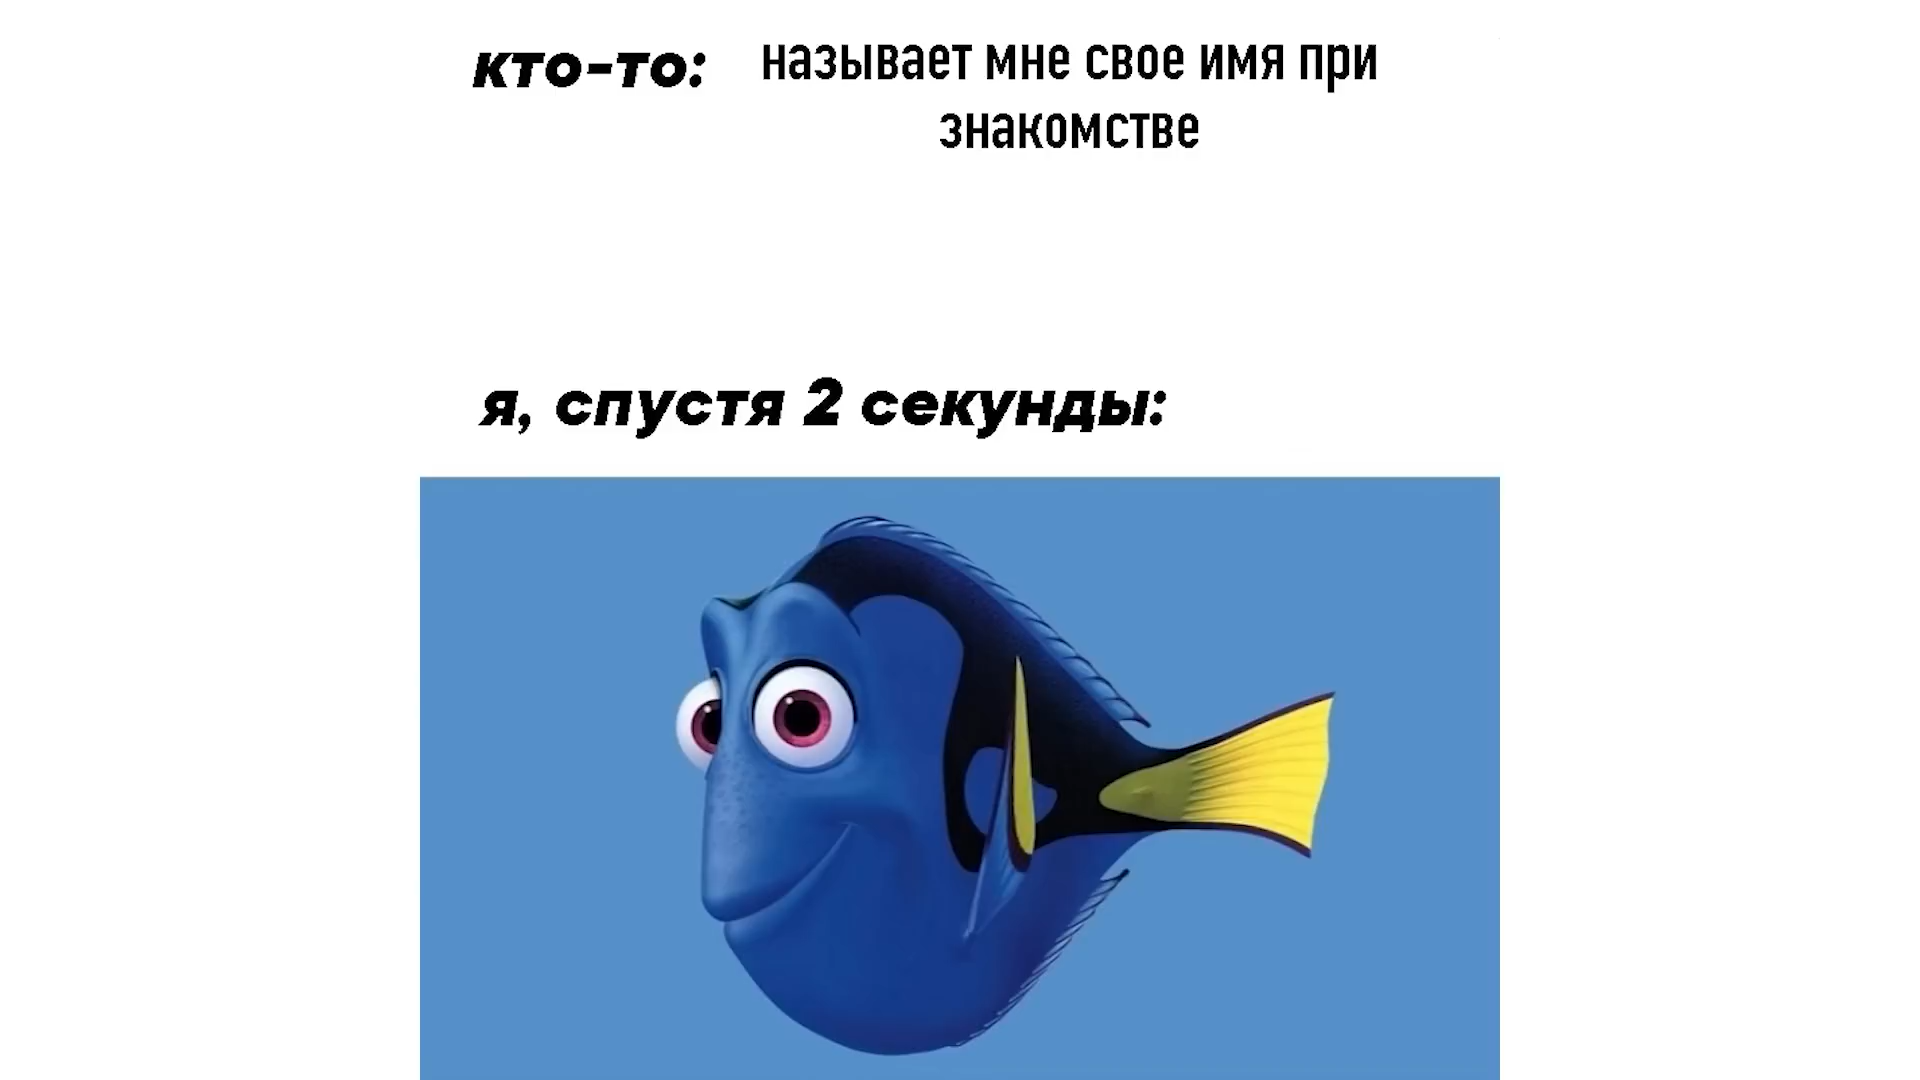 кто-то: называет мне свое имя при
знакомстве
я, спустя 2 секунды: